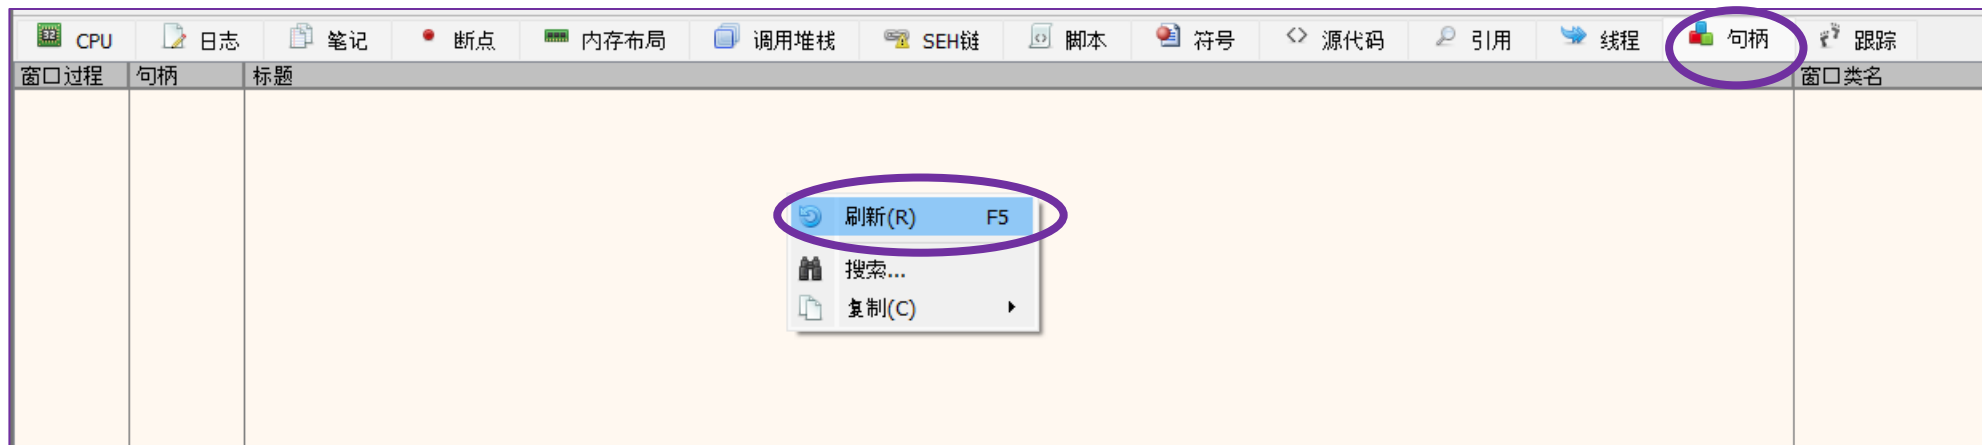 CPU 日志 笔记 断点 内存布局 调用堆栈 SEH链 脚本 符号 源代码 引用 线程 句柄 跟踪
窗口过程 句柄 标题 窗口类名
刷新(R) F5
搜索...
复制(C)